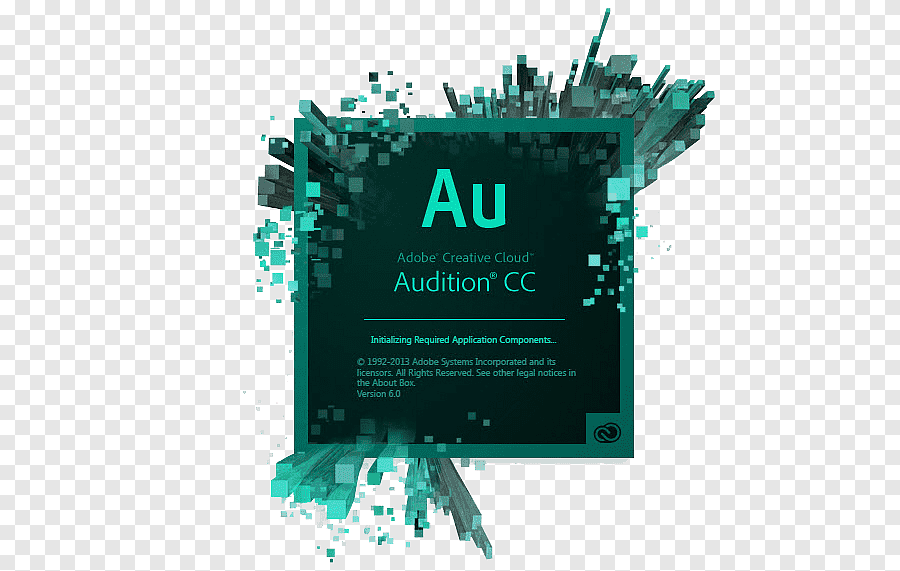 Au
Adobe® Creative Cloud™
Audition® CC
Initializing Required Application Components...
© 1992-2013 Adobe Systems Incorporated and its
licensors. All Rights Reserved. See other legal notices in
the About Box.
Version 6.0